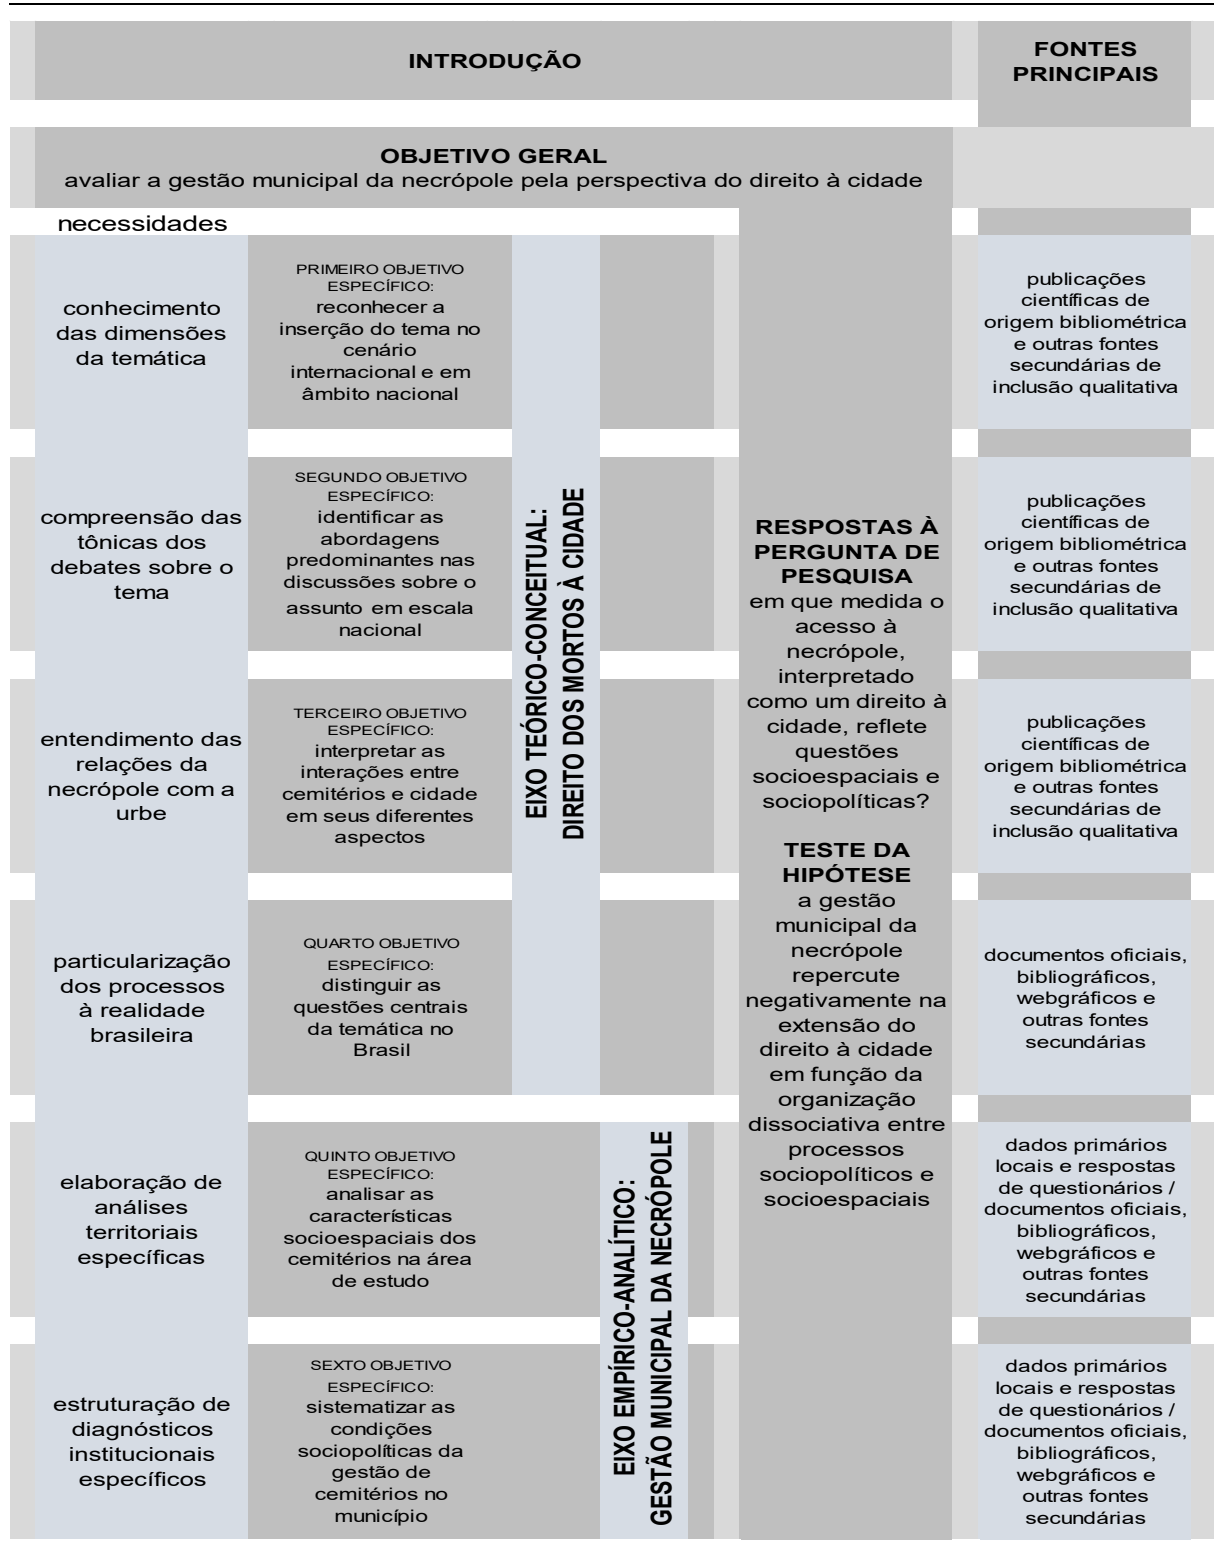 INTRODUÇÃO
FONTES
PRINCIPAIS
OBJETIVO GERAL
avaliar a gestão municipal da necrópole pela perspectiva do direito à cidade
necessidades
conhecimento
das dimensões
da temática
PRIMEIRO OBJETIVO
ESPECÍFICO:
reconhecer a
inserção do tema no
cenário
internacional e em
âmbito nacional
publicações
científicas de
origem bibliométrica
e outras fontes
secundárias de
inclusão qualitativa
compreensão das
tônicas dos
debates sobre o
tema
SEGUNDO OBJETIVO
ESPECÍFICO:
identificar as
abordagens
predominantes nas
discussões sobre o
assunto em escala
nacional
publicações
científicas de
origem bibliométrica
e outras fontes
secundárias de
inclusão qualitativa
entendimento das
relações da
necrópole com a
urbe
TERCEIRO OBJETIVO
ESPECÍFICO:
interpretar as
interações entre
cemitérios e cidade
em seus diferentes
aspectos
publicações
científicas de
origem bibliométrica
e outras fontes
secundárias de
inclusão qualitativa
particularização
dos processos
à realidade
brasileira
QUARTO OBJETIVO
ESPECÍFICO:
distinguir as
questões centrais
da temática no
Brasil
documentos oficiais,
bibliográficos,
webgráficos e
outras fontes
secundárias
EIXO TEÓRICO-CONCEITUAL:
DIREITO DOS MORTOS À CIDADE
elaboração de
análises
territoriais
específicas
QUINTO OBJETIVO
ESPECÍFICO:
analisar as
características
socioespaciais dos
cemitérios na área
de estudo
dados primários
locais e respostas
de questionários /
documentos oficiais,
bibliográficos,
webgráficos e
outras fontes
secundárias
estruturação de
diagnósticos
institucionais
específicos
SEXTO OBJETIVO
ESPECÍFICO:
sistematizar as
condições
sociopolíticas da
gestão de
cemitérios no
município
dados primários
locais e respostas
de questionários /
documentos oficiais,
bibliográficos,
webgráficos e
outras fontes
secundárias
EIXO EMPÍRICO-ANALÍTICO:
GESTÃO MUNICIPAL DA NECRÓPOLE
RESPOSTAS À
PERGUNTA DE
PESQUISA
em que medida o
acesso à
necrópole,
interpretado
como um direito à
cidade, reflete
questões
socioespaciais e
sociopolíticas?
TESTE DA
HIPÓTESE
a gestão
municipal da
necrópole
repercute
negativamente na
extensão do
direito à cidade
em função da
organização
dissociativa entre
processos
sociopolíticos e
socioespaciais